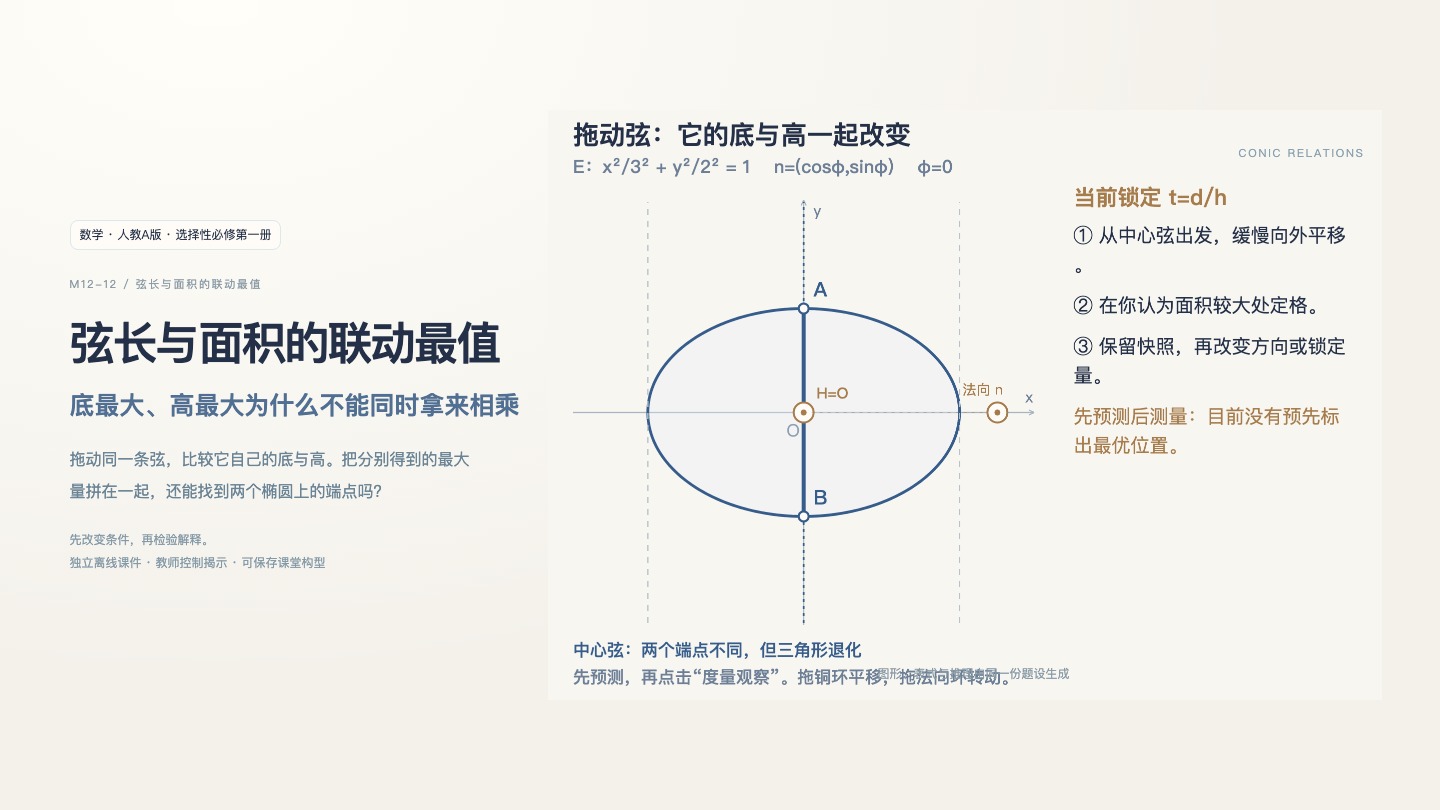 数学 · 人教A版 · 选择性必修第一册
M12-12 / 弦长与面积的联动最值
弦长与面积的联动最值
底最大、高最大为什么不能同时拿来相乘
拖动同一条弦，比较它自己的底与高。把分别得到的最大
量拼在一起，还能找到两个椭圆上的端点吗？
先改变条件，再检验解释。
独立离线课件 · 教师控制揭示 · 可保存课堂构型
拖动弦：它的底与高一起改变
E：x²/3² + y²/2² = 1 n=(cosφ,sinφ) φ=0
CONIC RELATIONS
y
A
H=O
法向 n
x
O
B
当前锁定 t=d/h
① 从中心弦出发，缓慢向外平移
。
② 在你认为面积较大处定格。
③ 保留快照，再改变方向或锁定
量。
先预测后测量：目前没有预先标
出最优位置。
中心弦：两个端点不同，但三角形退化
先预测，再点击“度量观察”。拖铜环平移，拖法向环转动。
一份题设生成